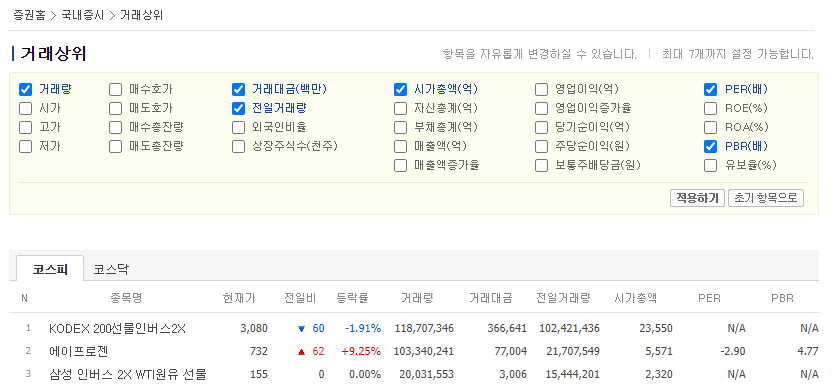 증권홈 > 국내증시 > 거래상위
거래상위 항목을 자유롭게 변경하실 수 있습니다. | 최대 7개까지 설정 가능합니다.
거래량 매수호가 거래대금(백만) 시가총액(억) 영업이익(억) PER(배)
시가 매도호가 전일거래량 자산총계(억) 영업이익증가율 ROE(%)
고가 매수총잔량 외국인비율 부채총계(억) 당기순이익(억) ROA(%)
저가 매도총잔량 상장주식수(천주) 매출액(억) 주당순이익(원) PBR(배)
매출액증가율 보통주배당금(원) 유보율(%)
적용하기 초기 항목으로
코스피 코스닥
N 종목명 현재가 전일비 등락률 거래량 거래대금 전일거래량 시가총액 PER PBR
1 KODEX 200선물인버스2X 3,080 ▼ 60 -1.91% 118,707,346 366,641 102,421,436 23,550 N/A N/A
2 에이프로젠 732 ▲ 62 +9.25% 103,340,241 77,004 21,707,549 5,571 -2.90 4.77
3 삼성 인버스 2X WTI원유 선물 155 0 0.00% 20,031,553 3,006 15,444,201 2,320 N/A N/A